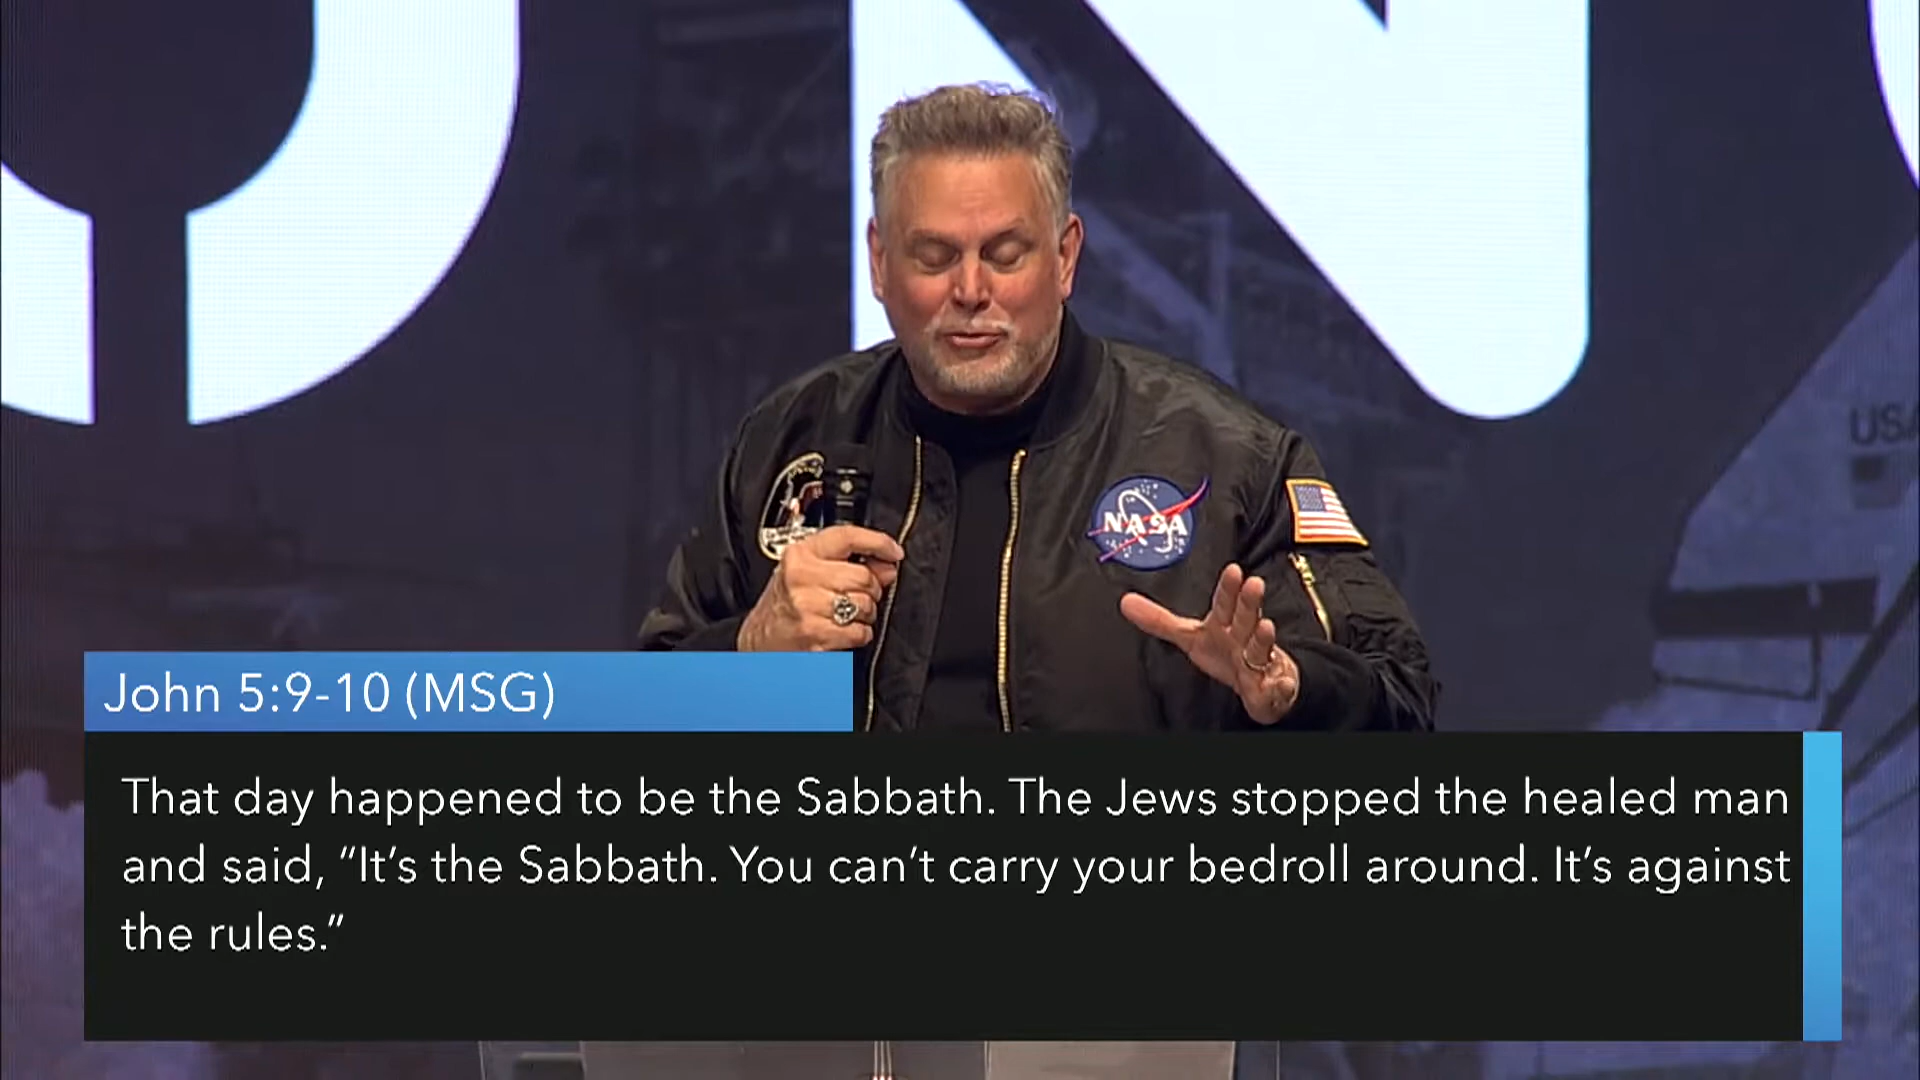 NASA
USA
John 5:9-10 (MSG)
That day happened to be the Sabbath. The Jews stopped the healed man
and said, “It’s the Sabbath. You can’t carry your bedroll around. It’s against
the rules.”